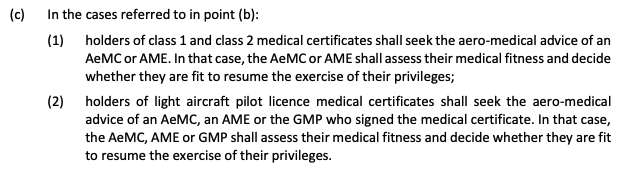 (c) In the cases referred to in point (b):
(1) holders of class 1 and class 2 medical certificates shall seek the aero-medical advice of an
AeMC or AME. In that case, the AeMC or AME shall assess their medical fitness and decide
whether they are fit to resume the exercise of their privileges;
(2) holders of light aircraft pilot licence medical certificates shall seek the aero-medical
advice of an AeMC, an AME or the GMP who signed the medical certificate. In that case,
the AeMC, AME or GMP shall assess their medical fitness and decide whether they are fit
to resume the exercise of their privileges.